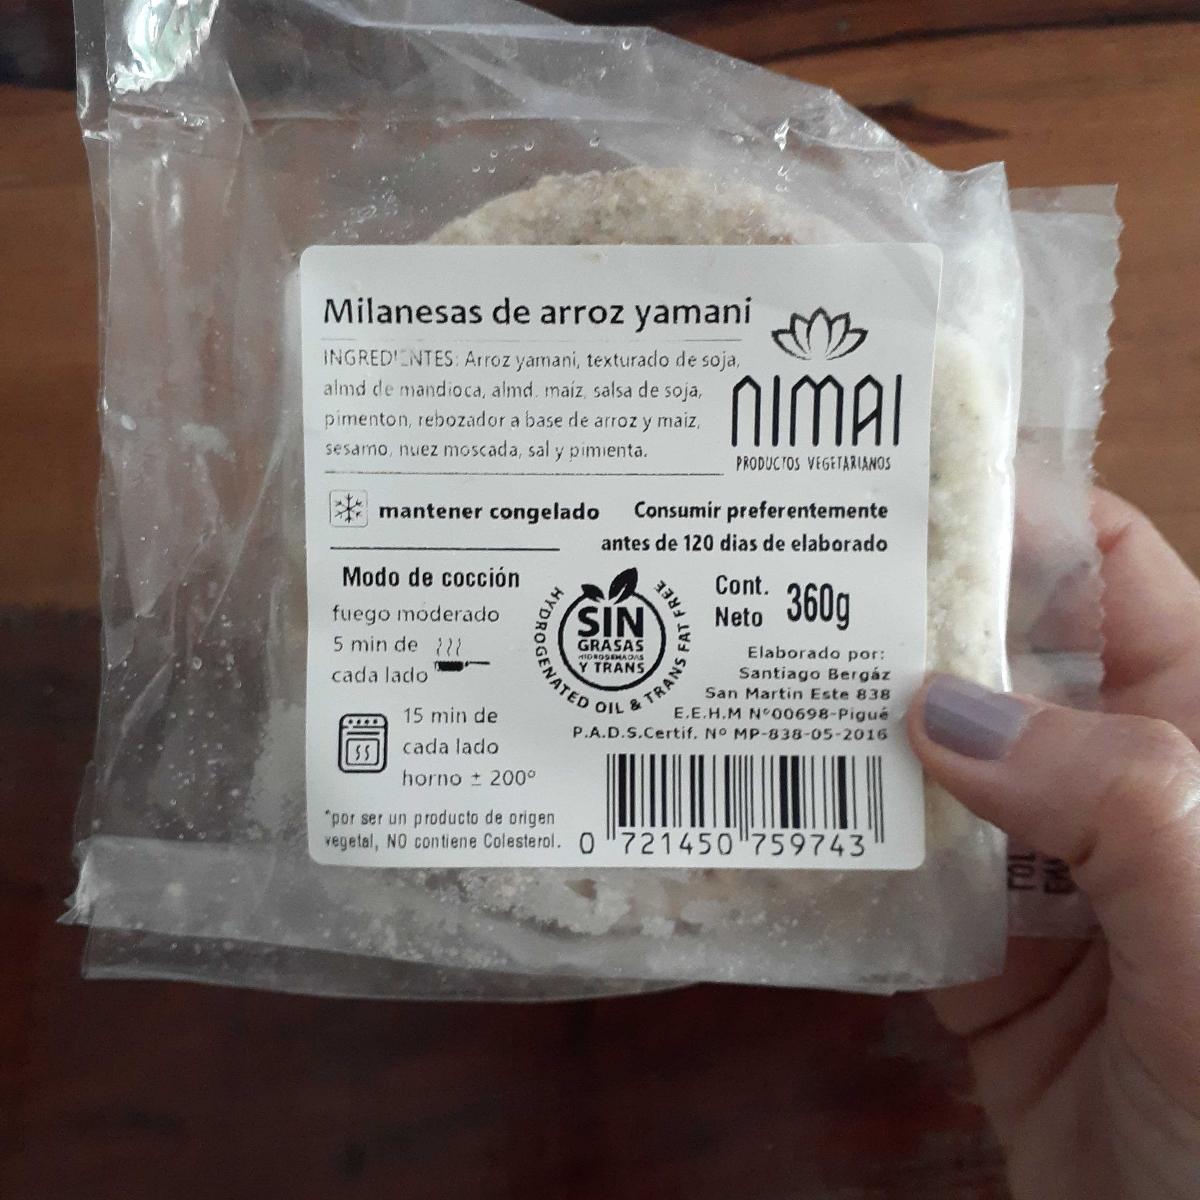 Milanesas de arroz yamani
INGREDIENTES: Arroz yamani, texturado de soja,
almd de mandioca, almd. maiz, salsa de soja,
pimenton, rebozador a base de arroz y maiz,
sesamo, nuez moscada, sal y pimienta.
NIMAI
PRODUCTOS VEGETARIANOS
mantener congelado
Consumir preferentemente
antes de 120 dias de elaborado
Modo de cocción
fuego moderado
5 min de
cada lado
15 min de
cada lado
horno ± 200°
*por ser un producto de origen
vegetal, NO contiene Colesterol.
SIN
GRASAS
HIDROGENADAS
Y TRANS
HYDROGENATED OIL & TRANS FAT FREE
Cont.
Neto 360g
Elaborado por:
Santiago Bergáz
San Martin Este 838
E.E.H.M N°00698-Pigué
P.A.D.S.Certif. Nº MP-838-05-2016
0 721450 759743